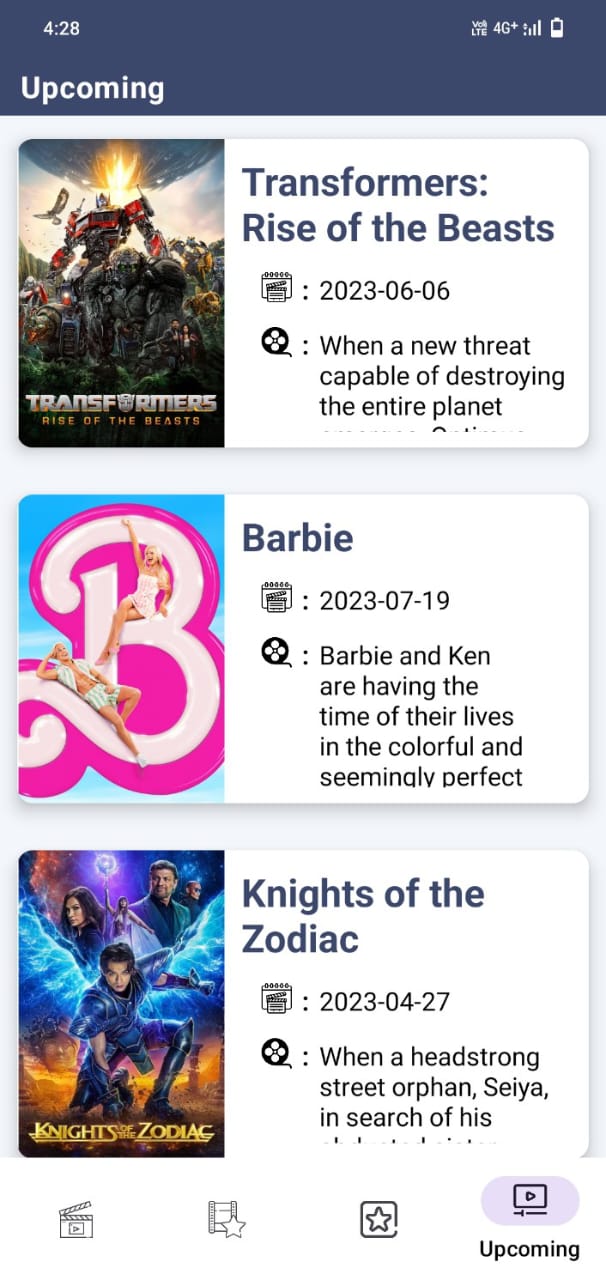 4:28
Vo) LTE 4G+
Upcoming
Transformers:
Rise of the Beasts
: 2023-06-06
: When a new threat
capable of destroying
the entire planet
TRANSFORMERS
RISE OF THE BEASTS
Barbie
: 2023-07-19
: Barbie and Ken
are having the
time of their lives
in the colorful and
seemingly perfect
B
Knights of the
Zodiac
: 2023-04-27
: When a headstrong
street orphan, Seiya,
in search of his
KNIGHTS OF THE ZODIAC
Upcoming